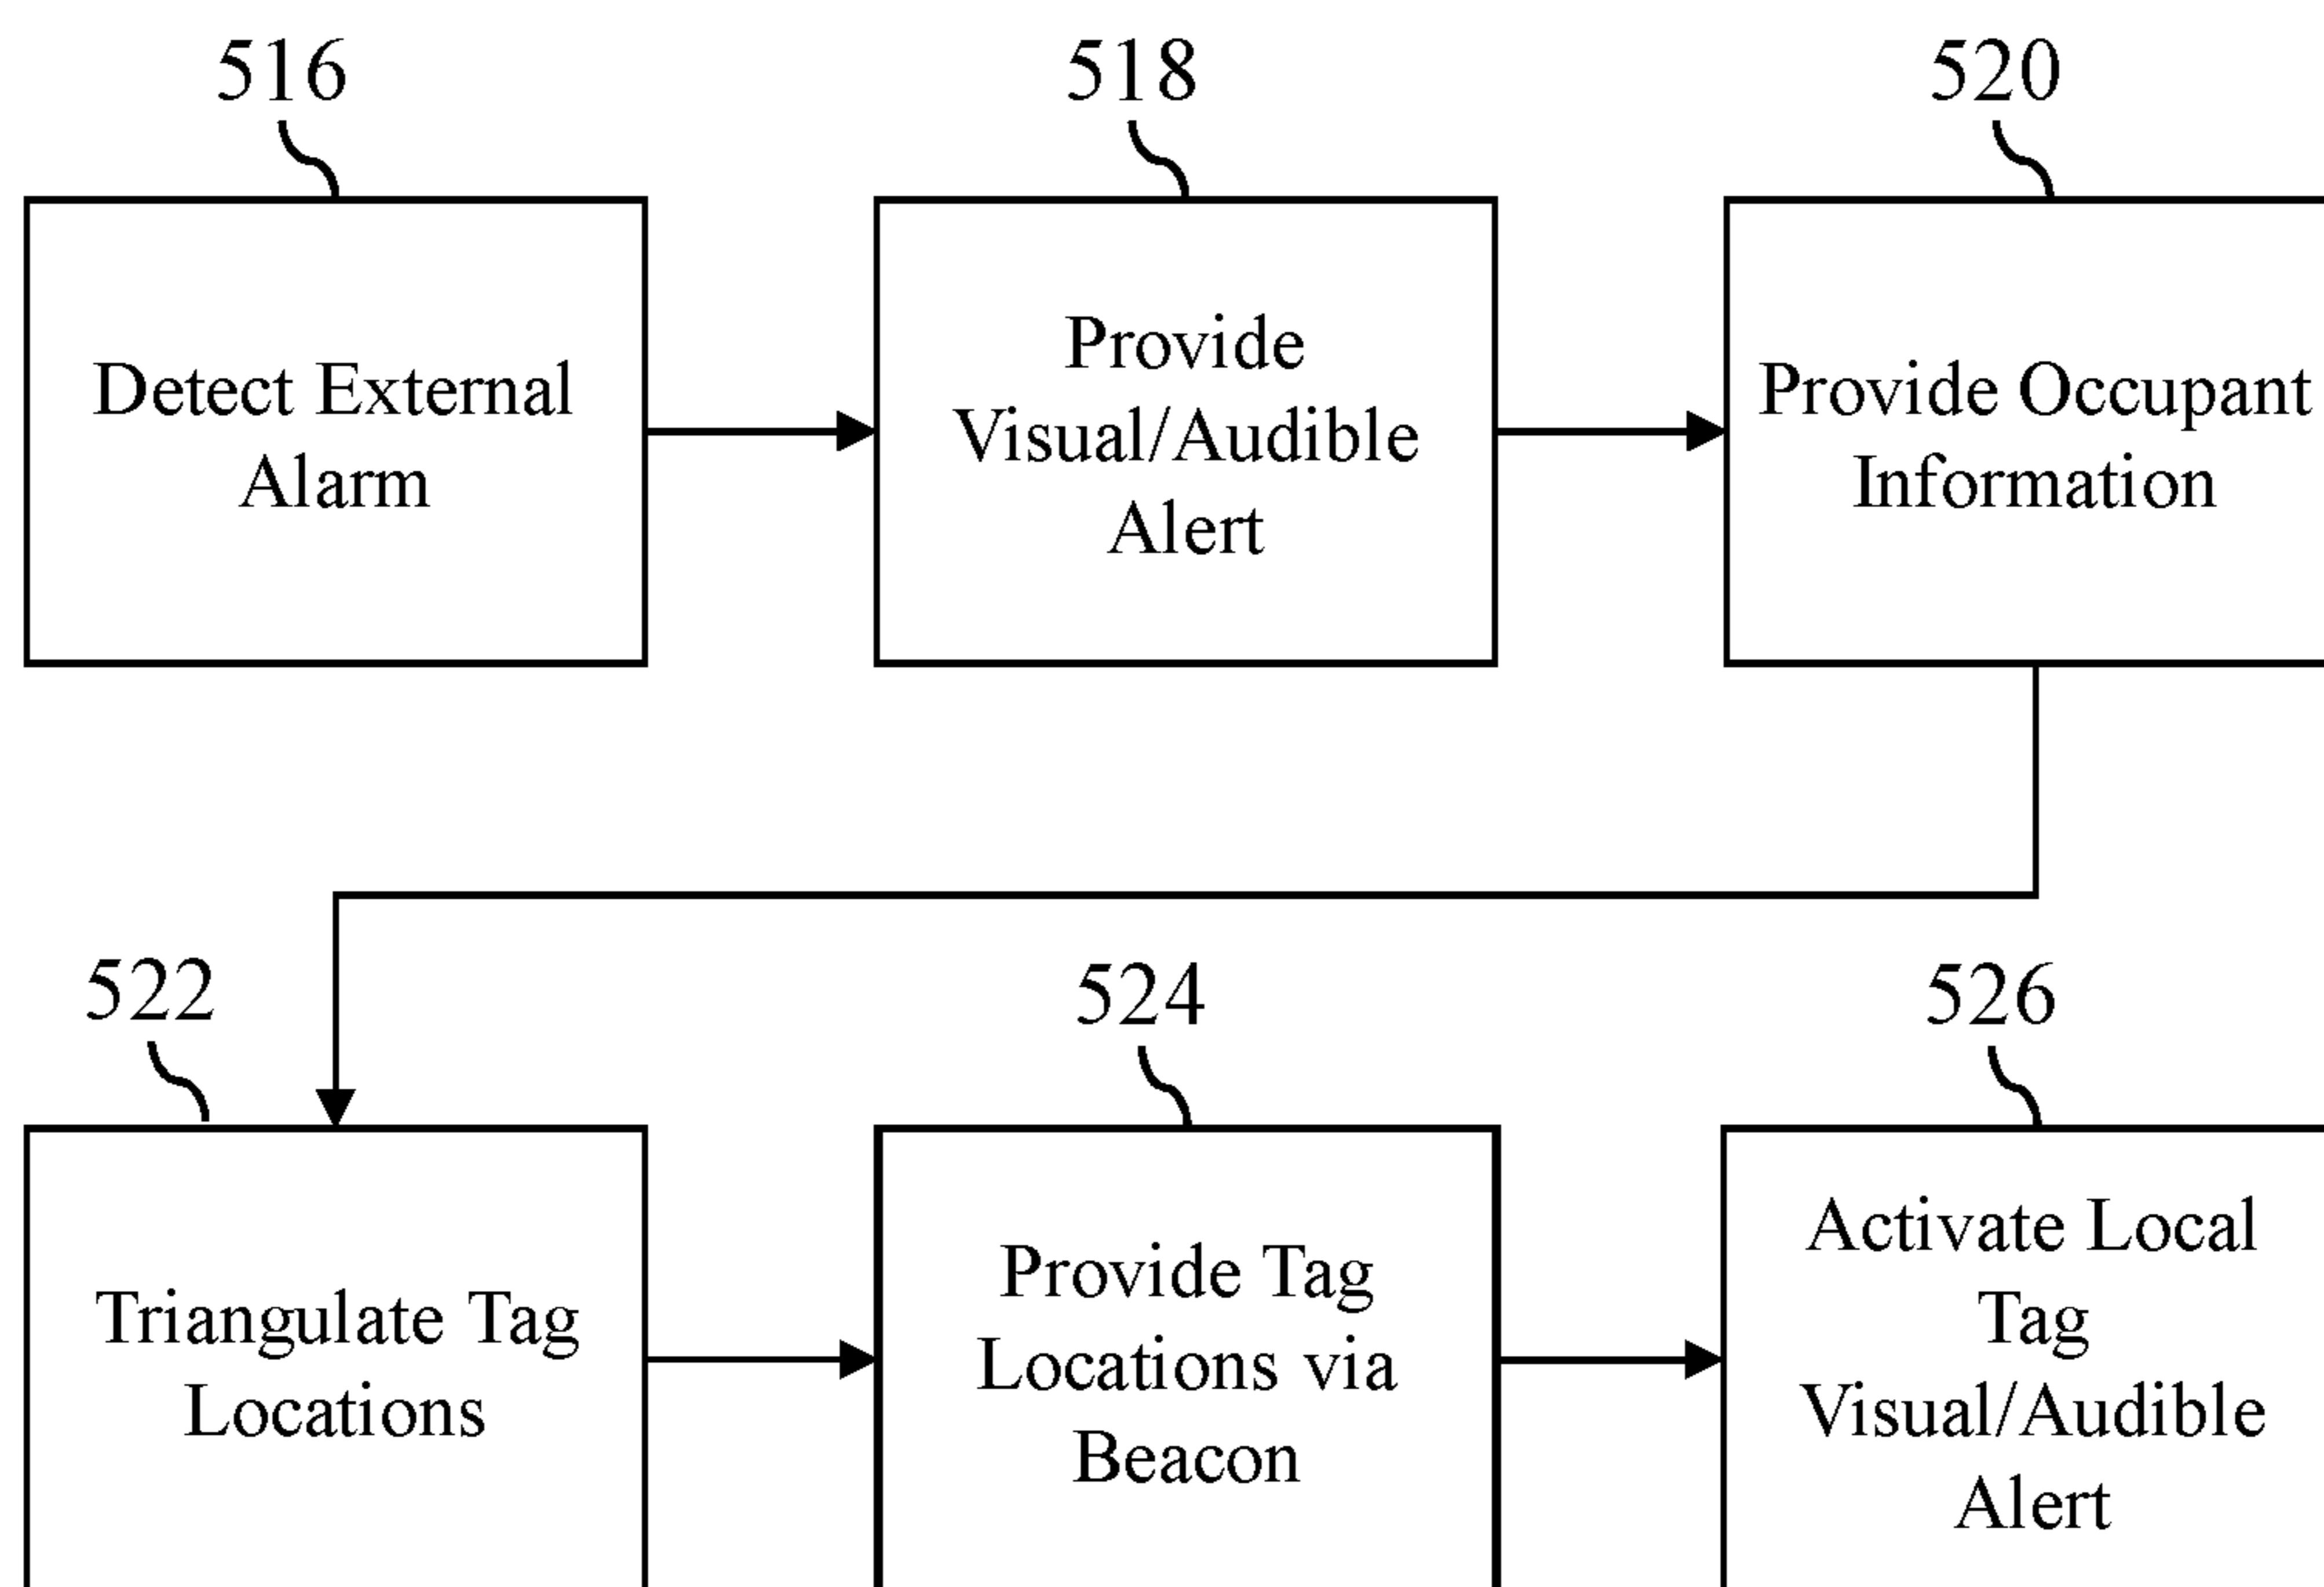 516
Detect External
Alarm
518
Provide
Visual/Audible
Alert
520
Provide Occupant
Information
522
Triangulate Tag
Locations
524
Provide Tag
Locations via
Beacon
526
Activate Local
Tag
Visual/Audible
Alert